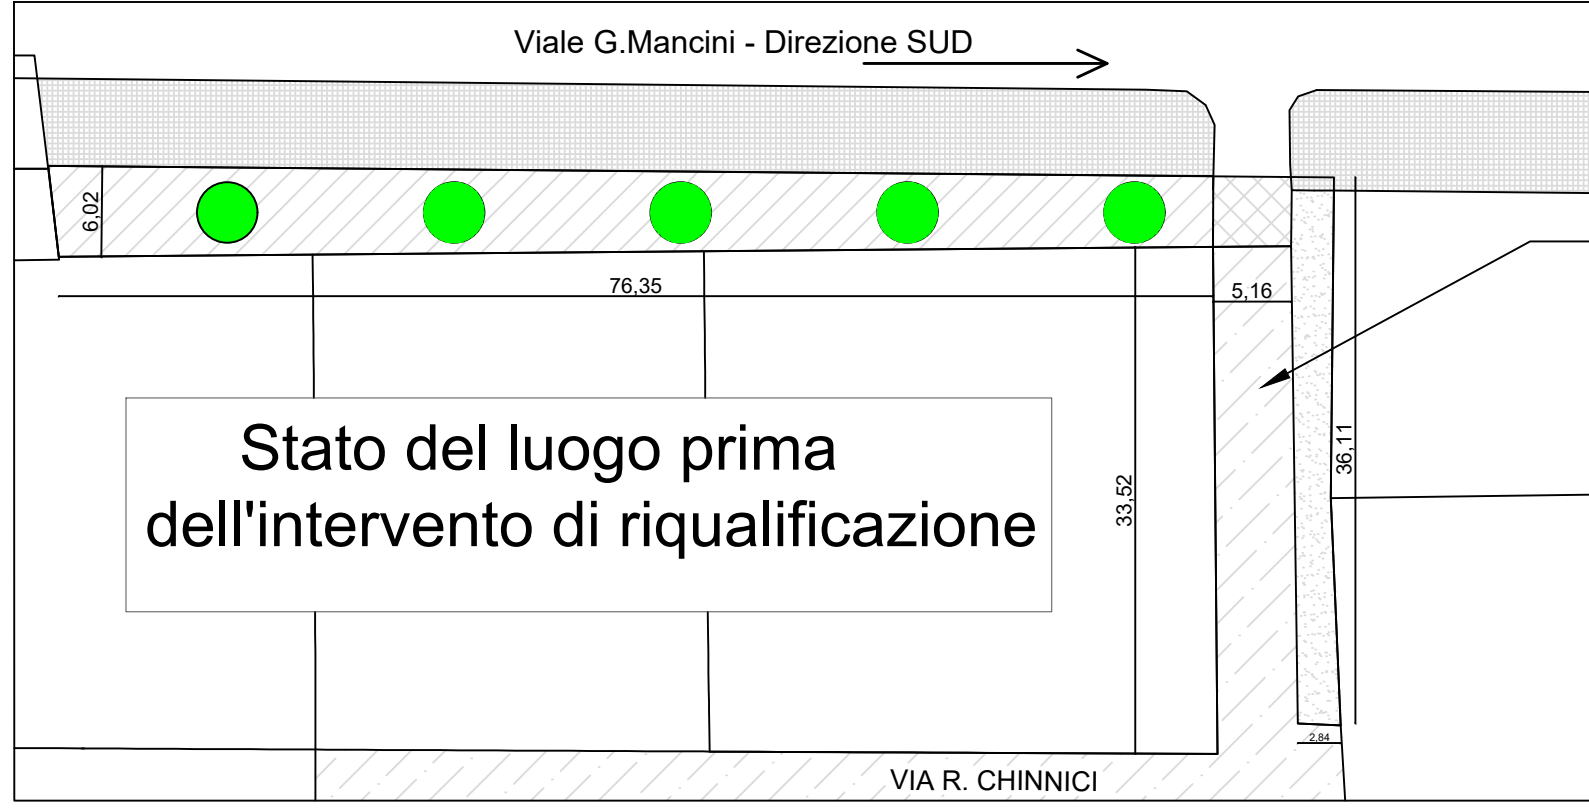 Viale G.Mancini - Direzione SUD
6,02
76,35
5,16
Stato del luogo prima
dell'intervento di riqualificazione
33,52
36,11
2,84
VIA R. CHINNICI